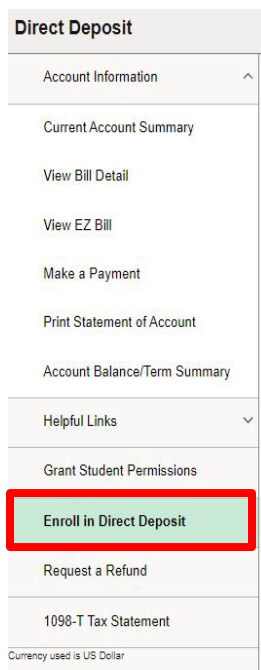 Direct Deposit
Account Information
Current Account Summary
View Bill Detail
View EZ Bill
Make a Payment
Print Statement of Account
Account Balance/Term Summary
Helpful Links
Grant Student Permissions
Enroll in Direct Deposit
Request a Refund
1098-T Tax Statement
Currency used is US Dollar